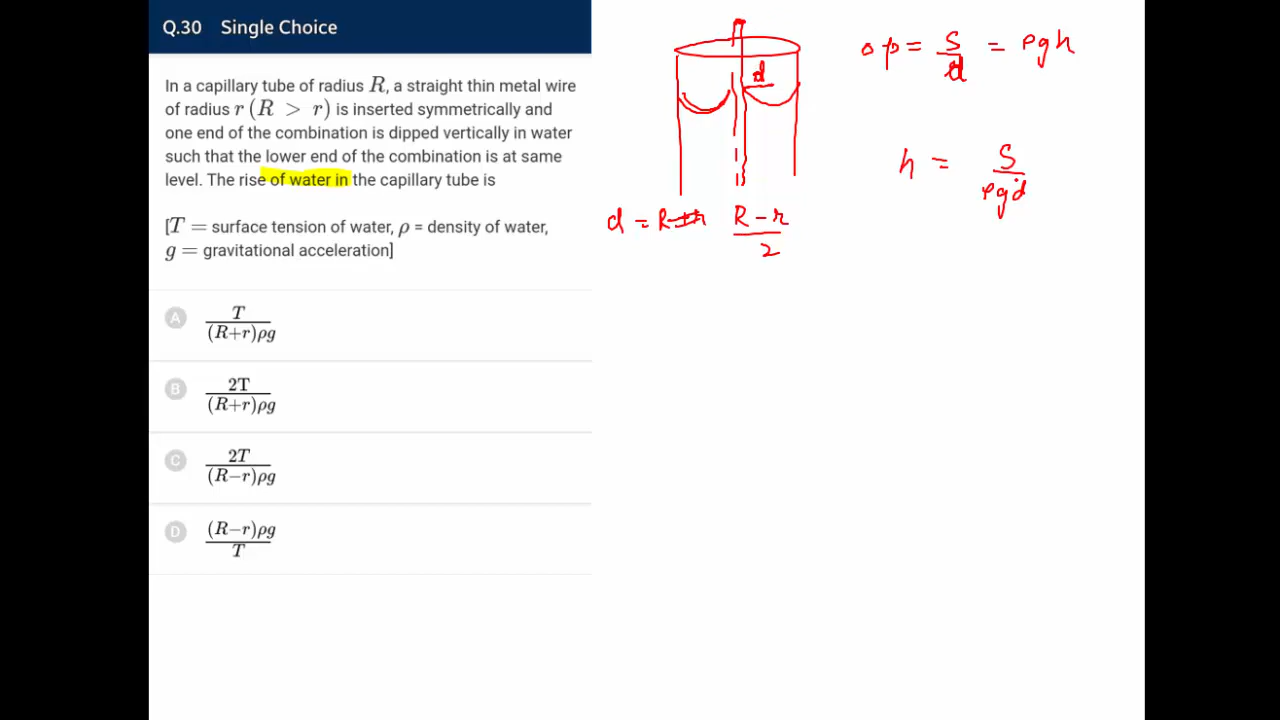 Q.30 Single Choice
In a capillary tube of radius R, a straight thin metal wire
of radius r (R > r) is inserted symmetrically and
one end of the combination is dipped vertically in water
such that the lower end of the combination is at same
level. The rise of water in the capillary tube is
[T = surface tension of water, ρ = density of water,
g = gravitational acceleration]
A T/(R+r)ρg
B 2T/(R+r)ρg
C 2T/(R−r)ρg
D (R−r)ρg/T
d
d = R R−r/2
Δp = S/d = ρgh
h = S/ρgd